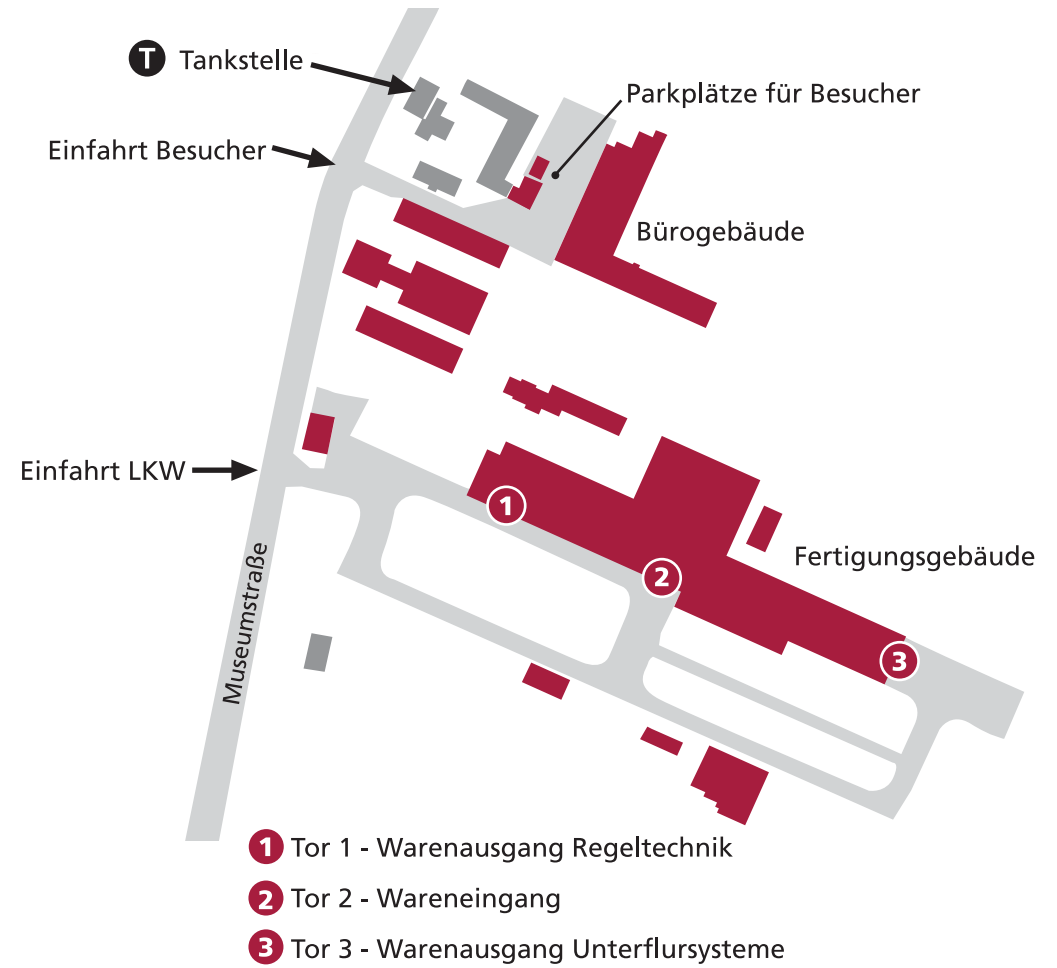 T Tankstelle
Parkplätze für Besucher
Einfahrt Besucher
Bürogebäude
Einfahrt LKW
1
Fertigungsgebäude
2
Museumstraße
3
1 Tor 1 - Warenausgang Regeltechnik
2 Tor 2 - Wareneingang
3 Tor 3 - Warenausgang Unterflursysteme